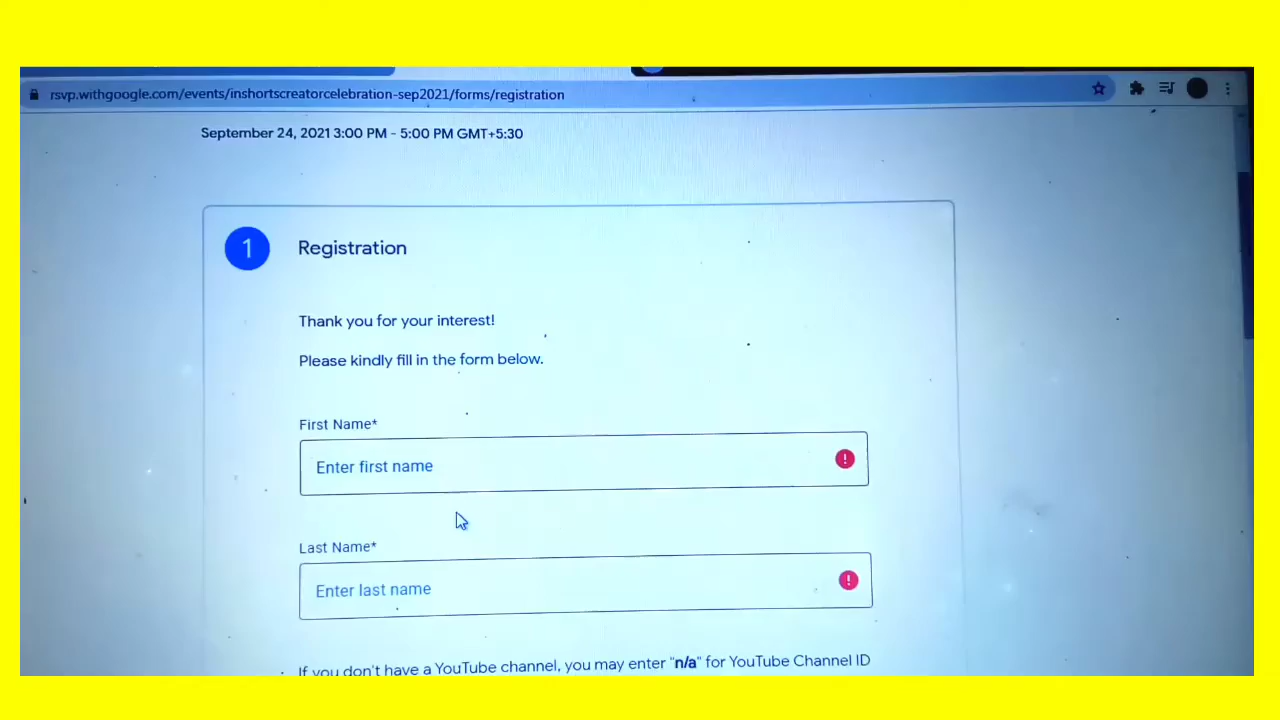 rsvp.withgoogle.com/events/inshortscreatorcelebration-sep2021/forms/registration
September 24, 2021 3:00 PM - 5:00 PM GMT+5:30
1 Registration
Thank you for your interest!
Please kindly fill in the form below.
First Name*
Enter first name
Last Name*
Enter last name
If you don't have a YouTube channel, you may enter "n/a" for YouTube Channel ID